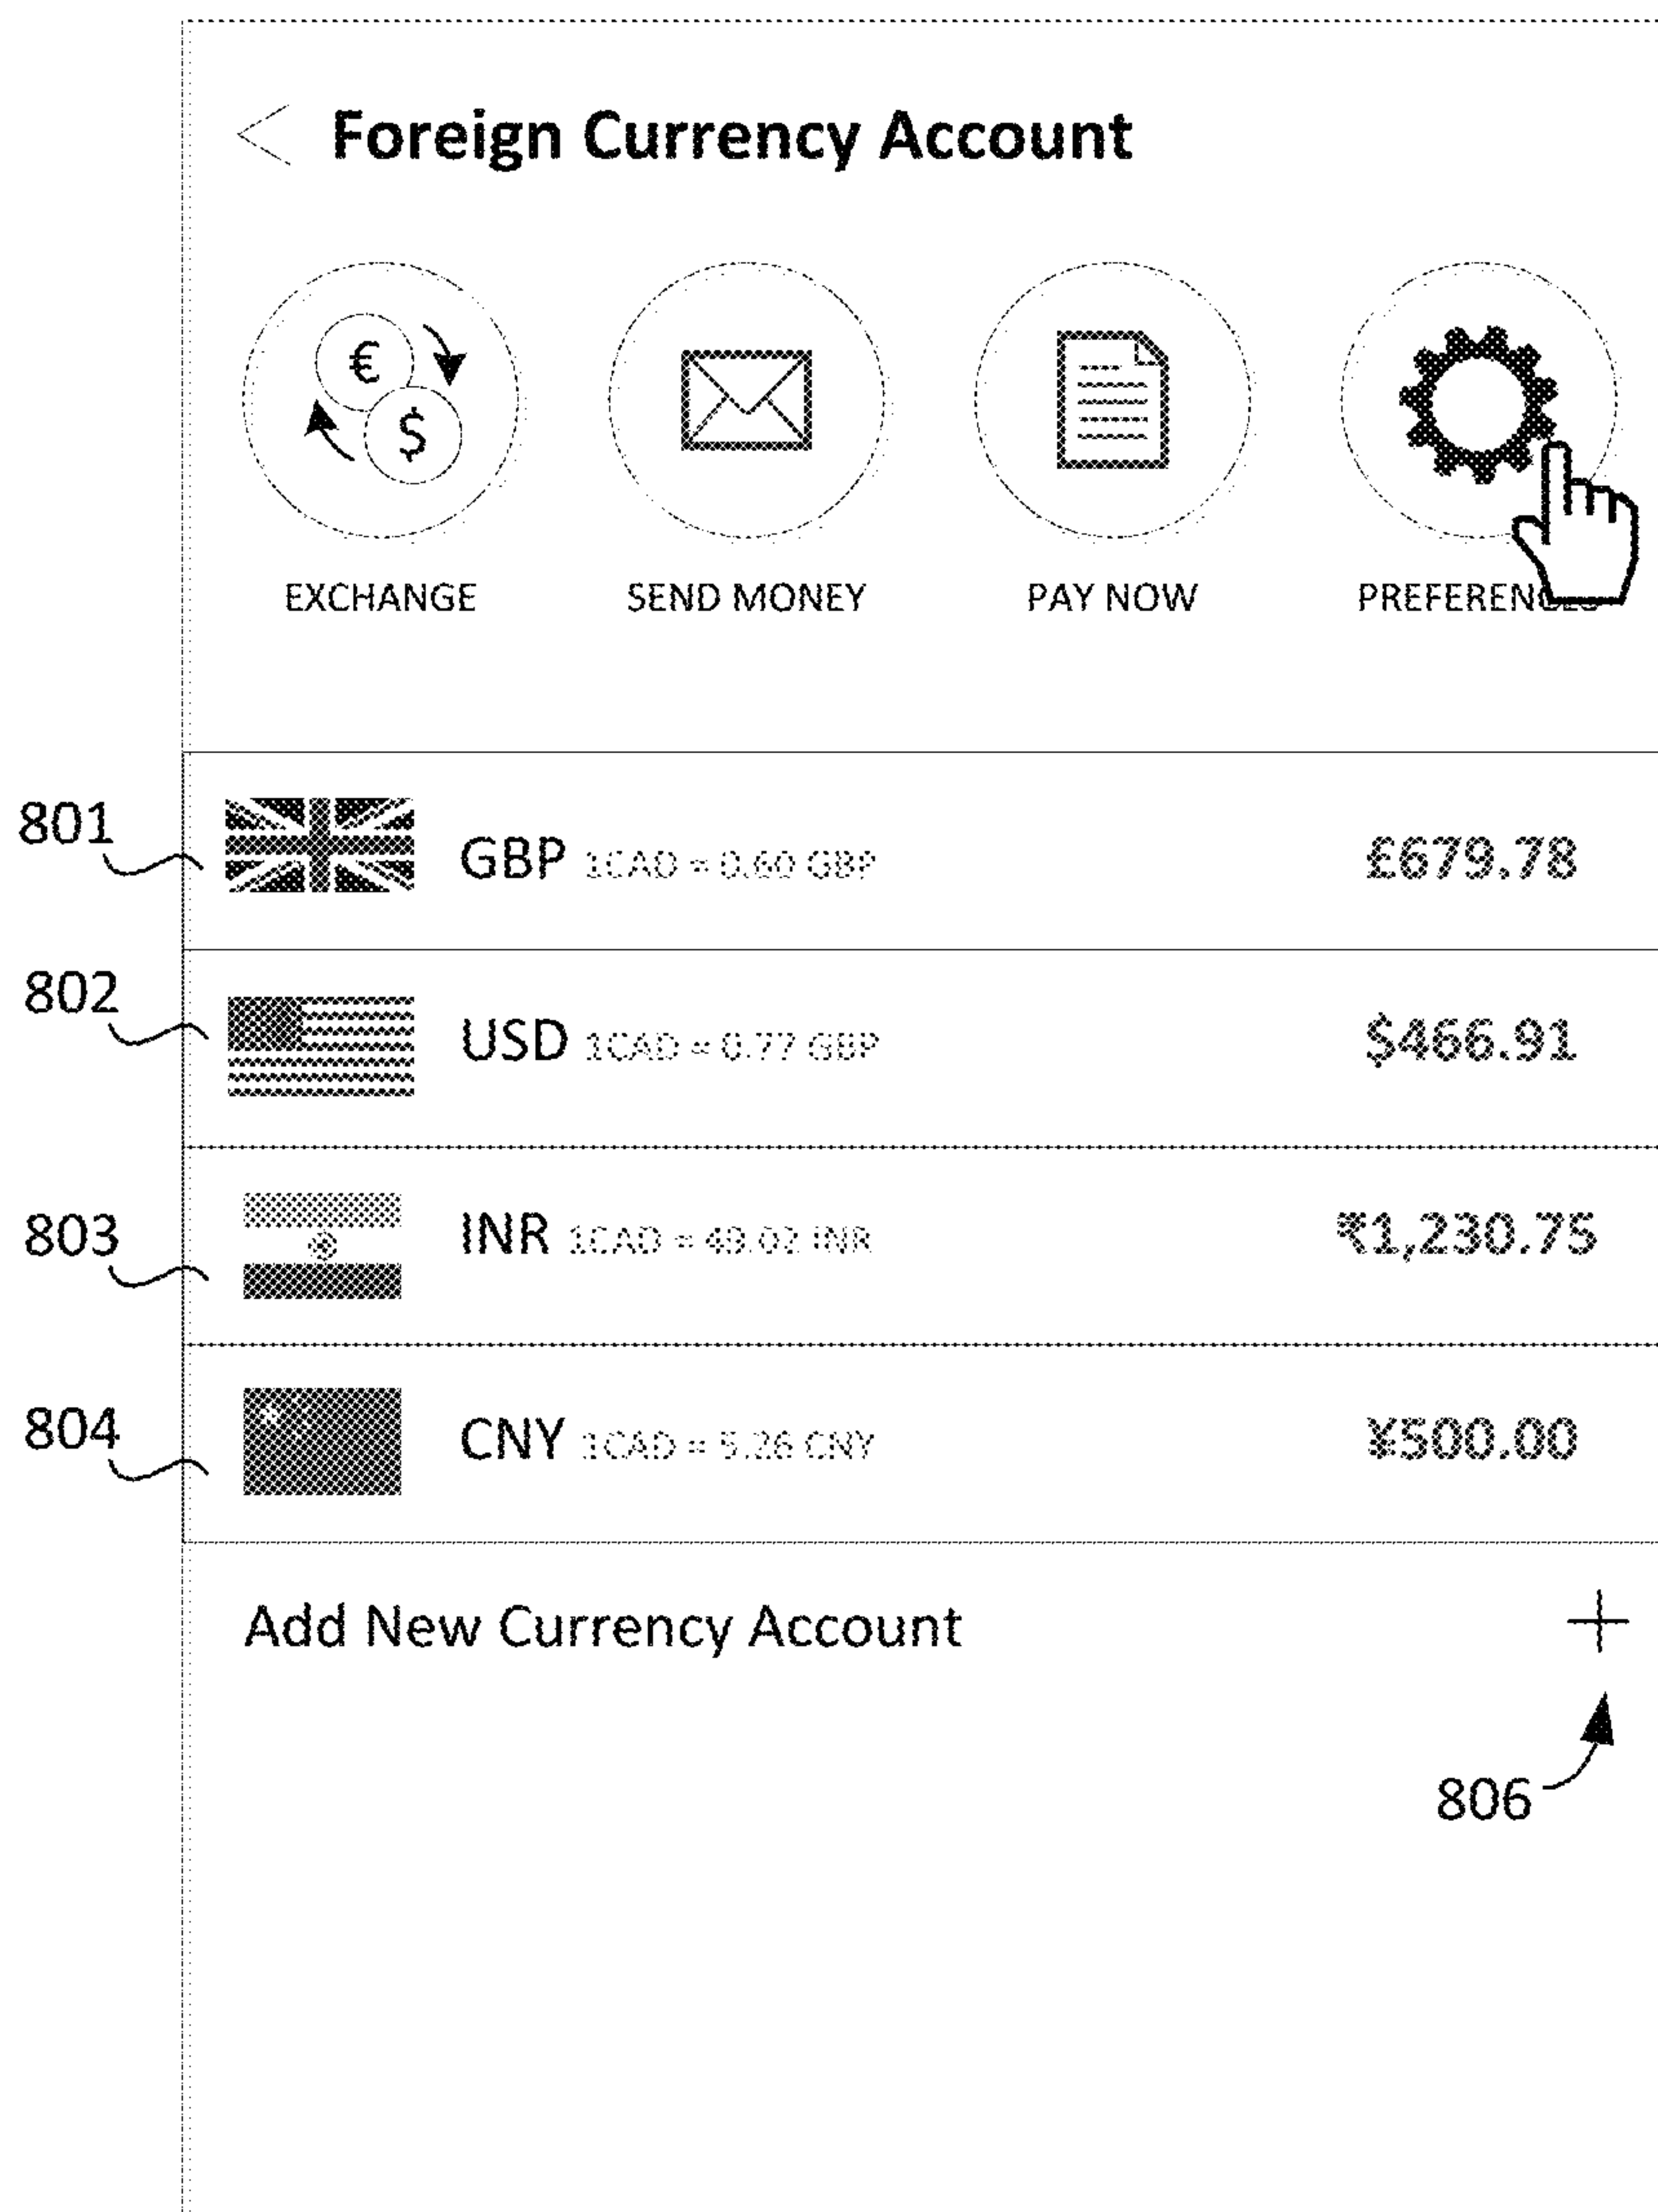 Foreign Currency Account
€
$
EXCHANGE SEND MONEY PAY NOW PREFERENCES
801
GBP 1CAD = 0.60 GBP £679.78
802
USD 1CAD = 0.77 GBP $466.91
803
INR 1CAD = 49.02 INR ₹1,230.75
804
CNY 1CAD = 5.26 CNY ¥500.00
Add New Currency Account +
806